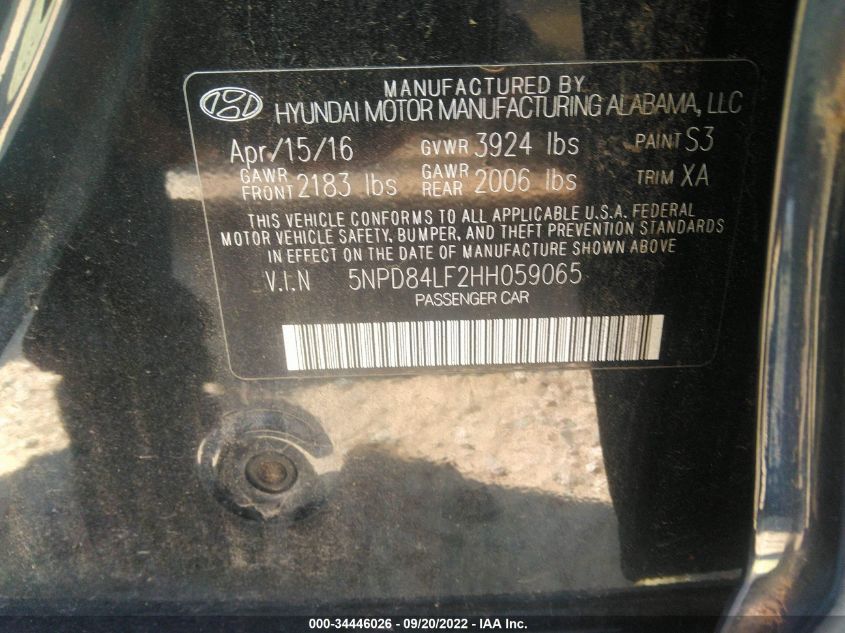 MANUFACTURED BY
HYUNDAI MOTOR MANUFACTURING ALABAMA, LLC
Apr/15/16 GVWR 3924 lbs PAINT S3
GAWR FRONT 2183 lbs GAWR REAR 2006 lbs TRIM XA
THIS VEHICLE CONFORMS TO ALL APPLICABLE U.S.A. FEDERAL
MOTOR VEHICLE SAFETY, BUMPER, AND THEFT PREVENTION STANDARDS
IN EFFECT ON THE DATE OF MANUFACTURE SHOWN ABOVE
V.I.N 5NPD84LF2HH059065
PASSENGER CAR
000-34446026 - 09/20/2022 - IAA Inc.